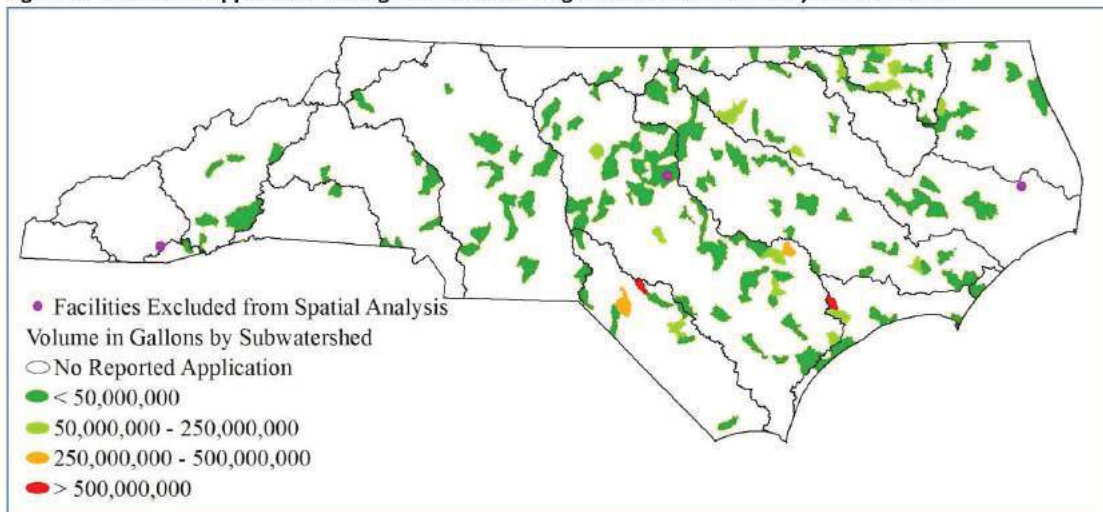 Facilities Excluded from Spatial Analysis
Volume in Gallons by Subwatershed
No Reported Application
< 50,000,000
50,000,000 - 250,000,000
250,000,000 - 500,000,000
> 500,000,000